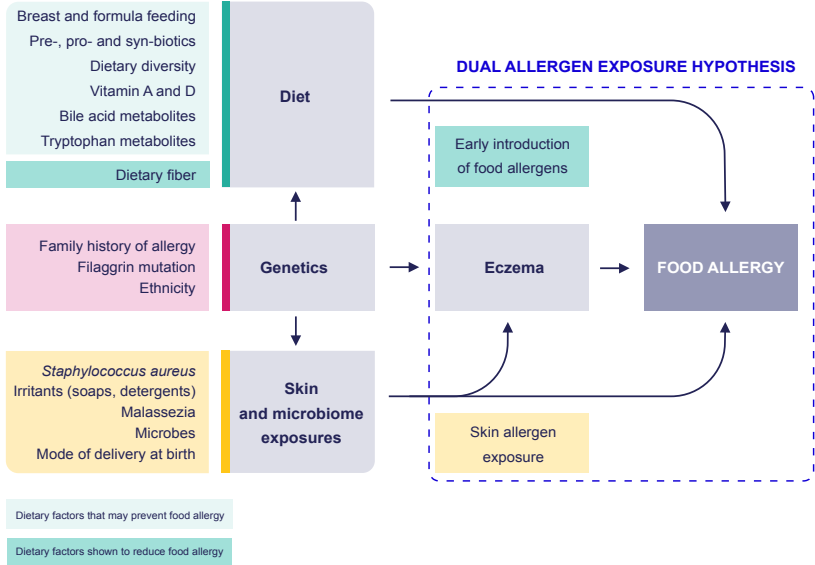 Breast and formula feeding
Pre-, pro- and syn-biotics
Dietary diversity
Vitamin A and D
Bile acid metabolites
Tryptophan metabolites
Dietary fiber
Diet
DUAL ALLERGEN EXPOSURE HYPOTHESIS
Early introduction
of food allergens
Family history of allergy
Filaggrin mutation
Ethnicity
Genetics
Eczema
FOOD ALLERGY
Staphylococcus aureus
Irritants (soaps, detergents)
Malassezia
Microbes
Mode of delivery at birth
Skin
and microbiome
exposures
Skin allergen
exposure
Dietary factors that may prevent food allergy
Dietary factors shown to reduce food allergy